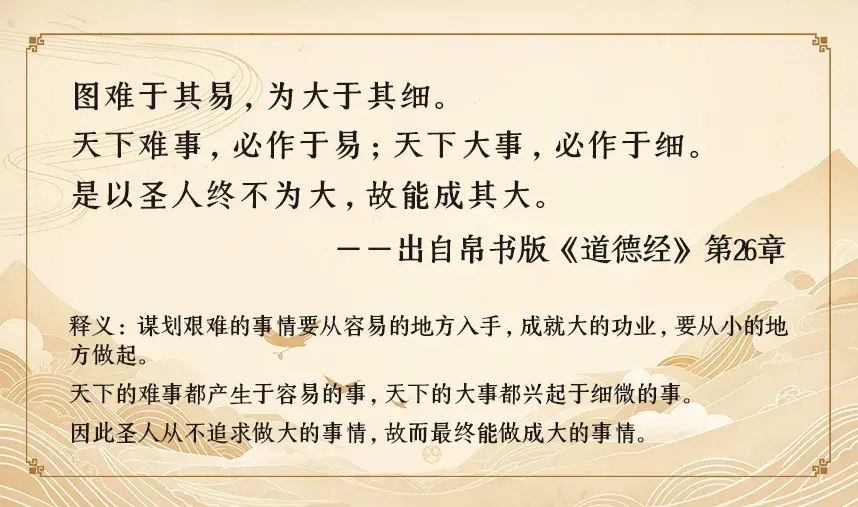 图难于其易，为大于其细。
天下难事，必作于易；天下大事，必作于细。
是以圣人终不为大，故能成其大。
——出自帛书版《道德经》第26章
释义：谋划艰难的事情要从容易的地方入手，成就大的功业，要从小的地
方做起。
天下的难事都产生于容易的事，天下的大事都兴起于细微的事。
因此圣人从不追求做大的事情，故而最终能做成大的事情。